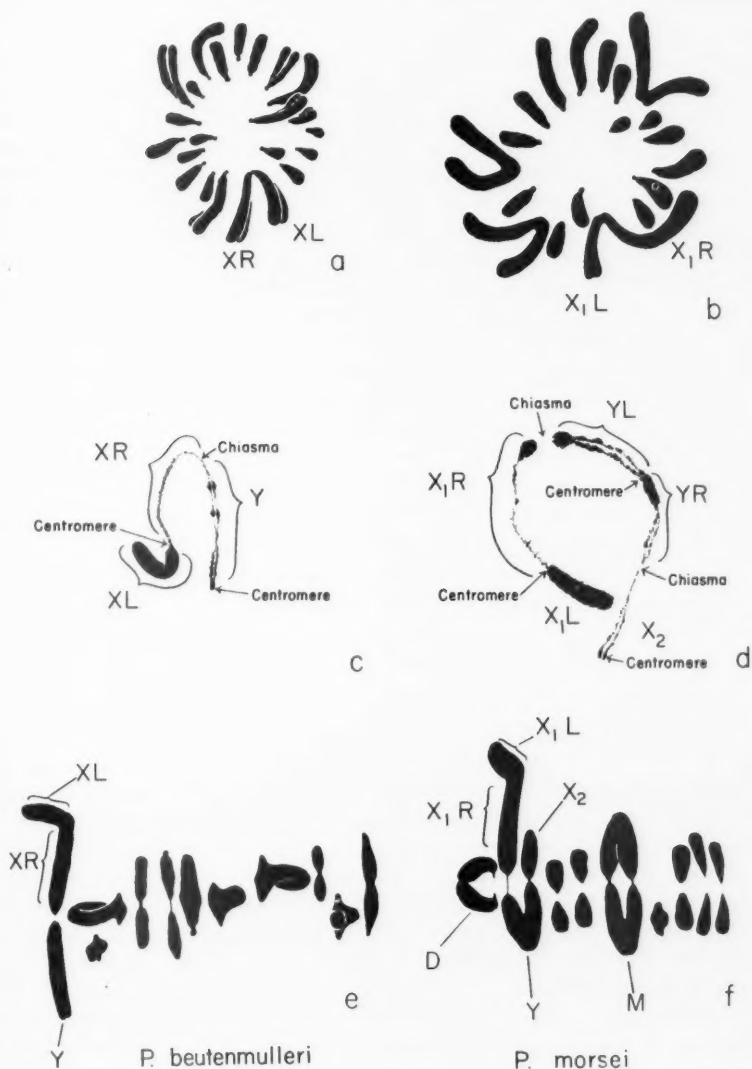 XR
XL
a
X₁L
X₁R
b
XR
Chiasma
Y
Centromere
XL
Centromere
c
Chiasma
YL
X₁R
Centromere
YR
Centromere
Chiasma
X₁L
X₂
Centromere
d
XL
XR
Y
e
X₁L
X₁R
X₂
D
Y
M
f
P. beutenmulleri
P. morsei